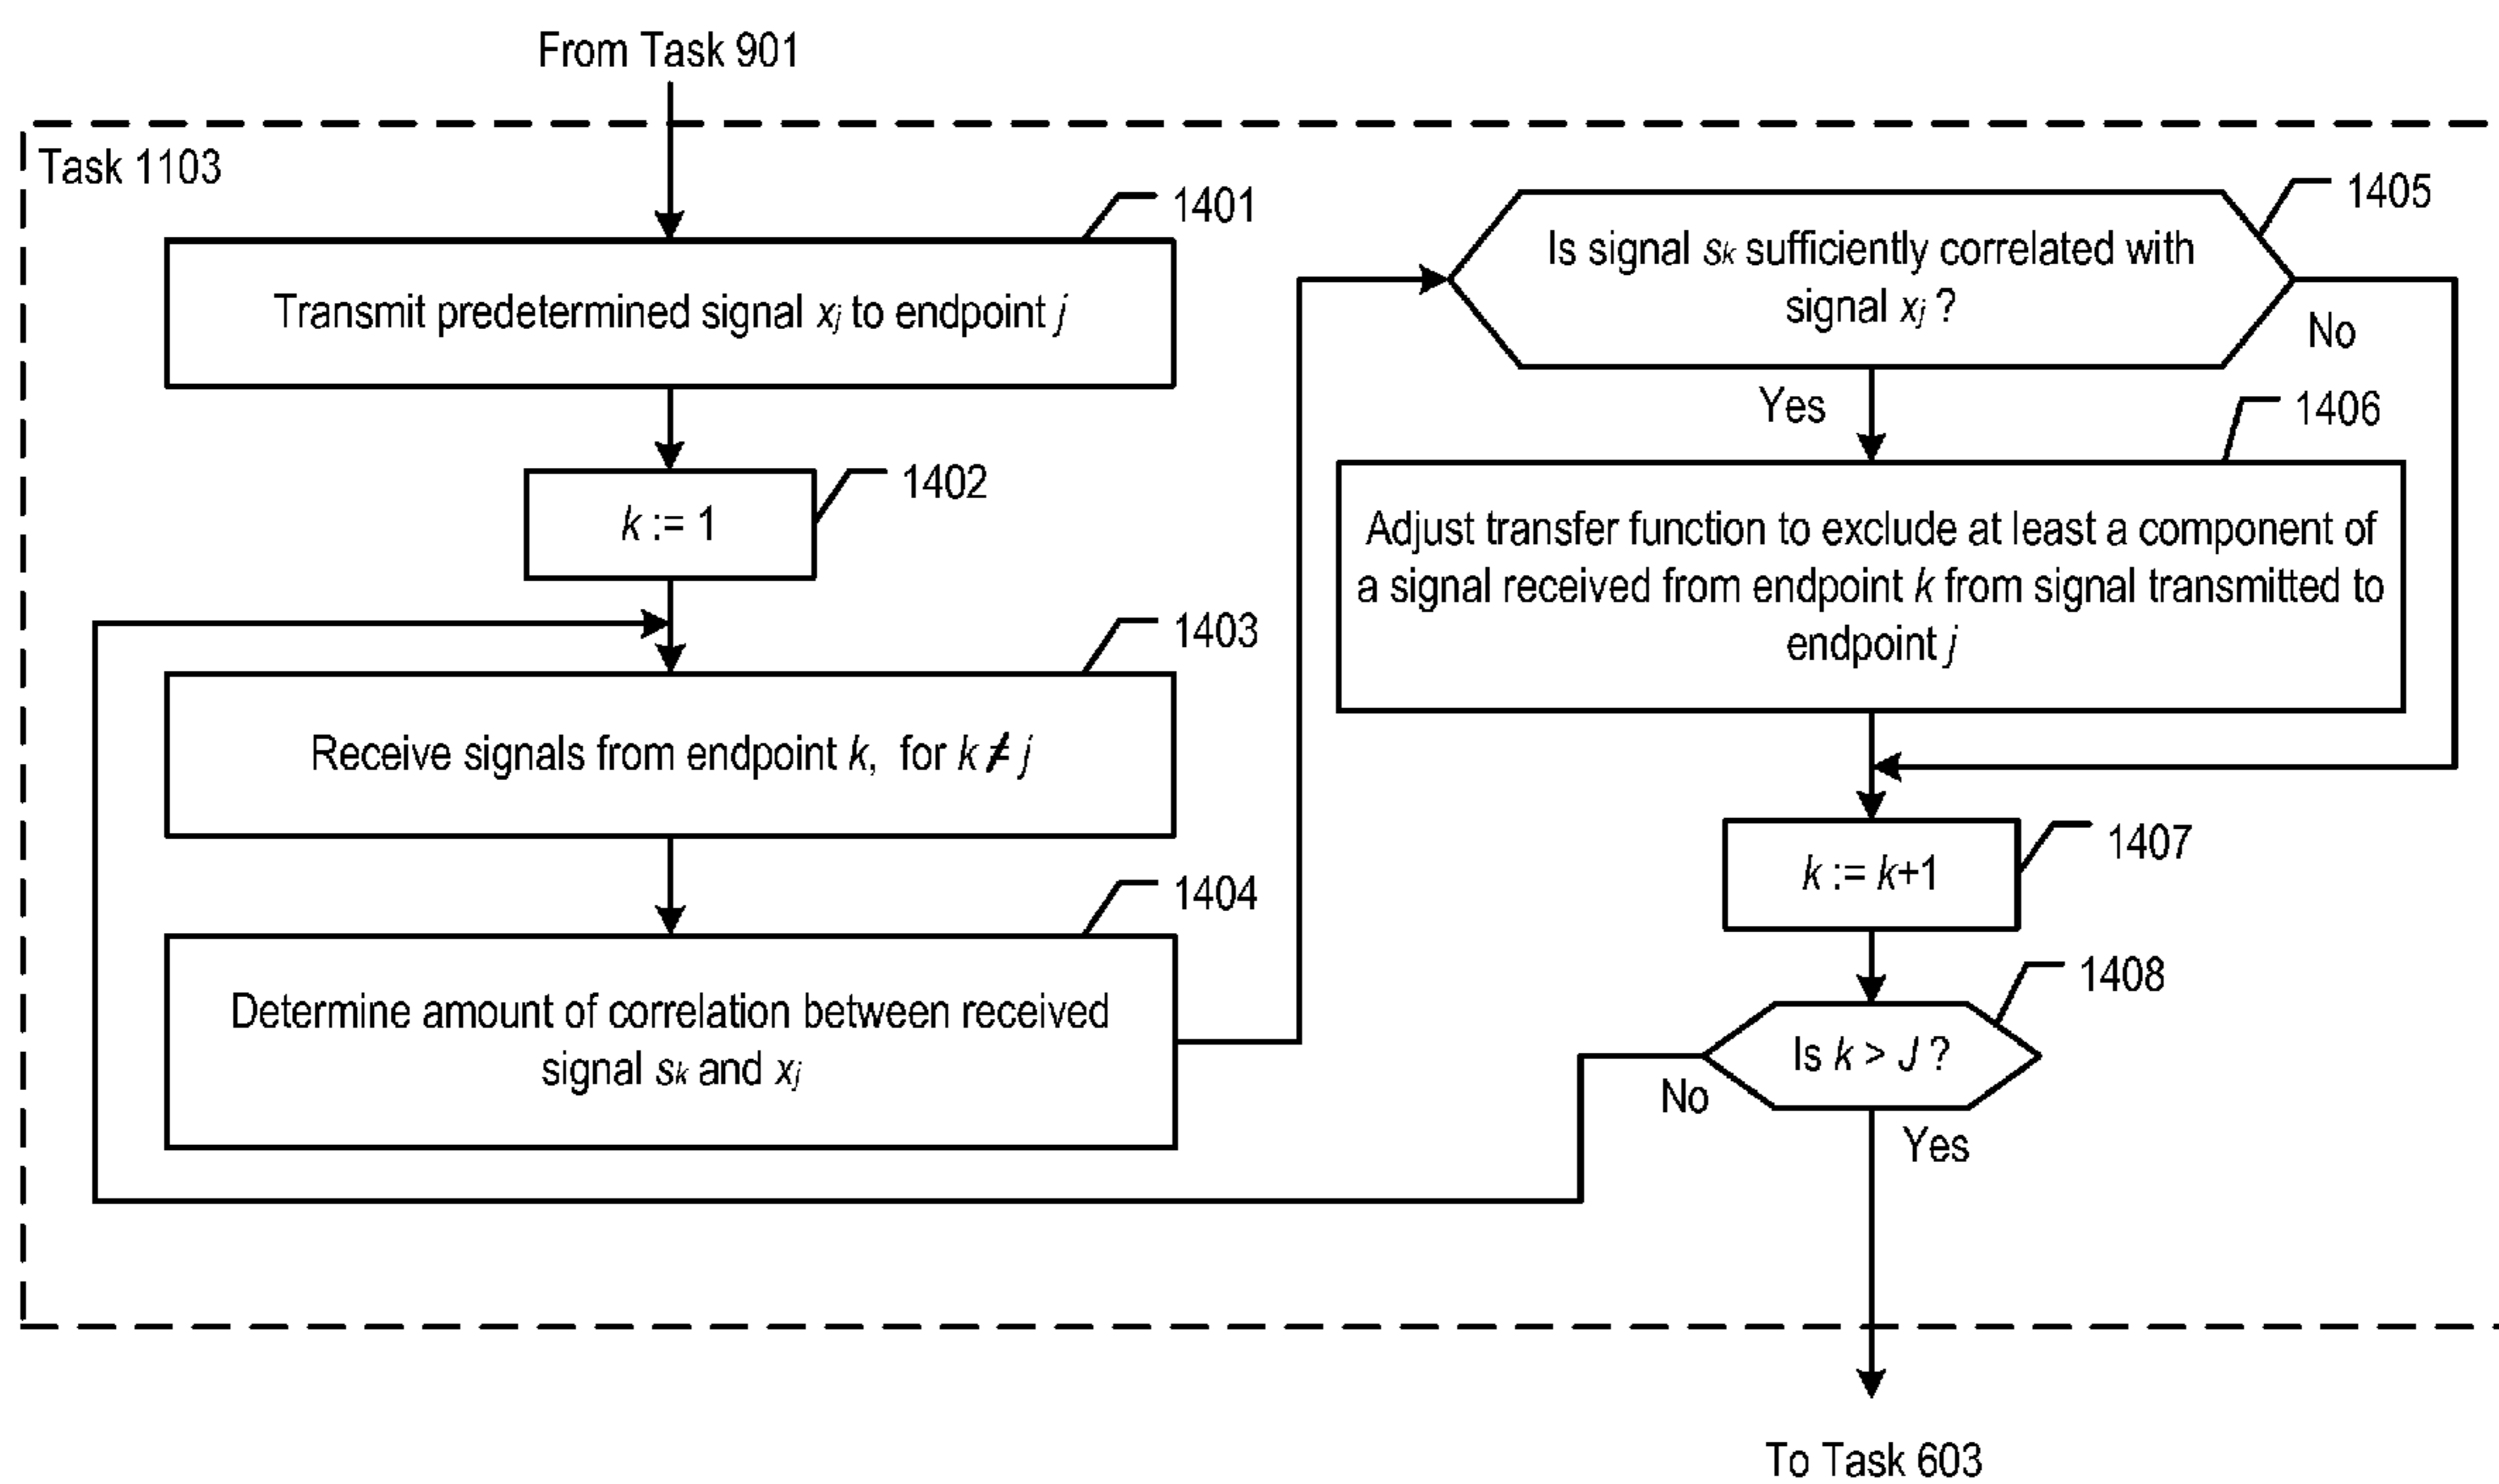 From Task 901
Task 1103
1401
Transmit predetermined signal xj to endpoint j
1402
k := 1
1403
Receive signals from endpoint k, for k ≠ j
1404
Determine amount of correlation between received
signal sk and xj
1405
Is signal sk sufficiently correlated with
signal xj ?
No
Yes
1406
Adjust transfer function to exclude at least a component of
a signal received from endpoint k from signal transmitted to
endpoint j
1407
k := k+1
1408
Is k > J ?
No
Yes
To Task 603